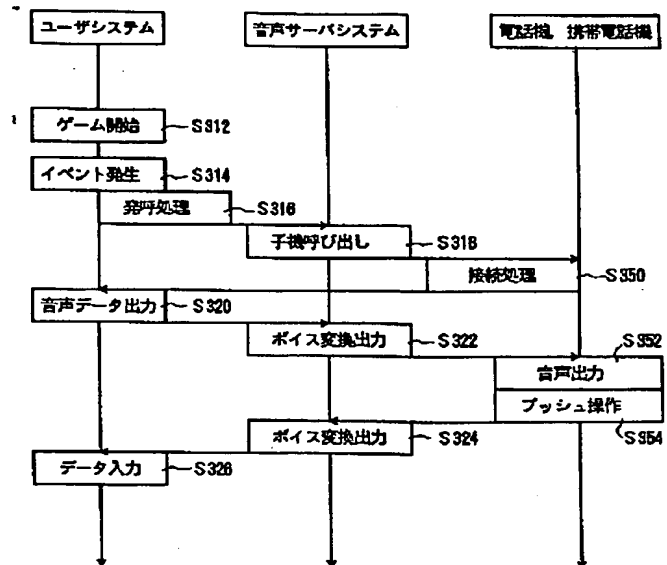 ユーザシステム
音声サーバシステム
電話機, 携帯電話機
ゲーム開始
S312
イベント発生
S314
発呼処理
S316
子機呼び出し
S318
接続処理
S350
音声データ出力
S320
ボイス変換出力
S322
S352
音声出力
プッシュ操作
ボイス変換出力
S324
S354
データ入力
S326